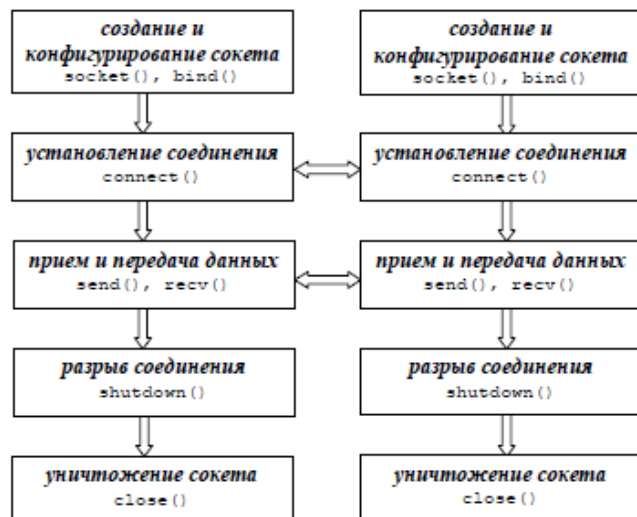 создание и
конфигурирование сокета
socket(), bind()
установление соединения
connect()
прием и передача данных
send(), recv()
разрыв соединения
shutdown()
уничтожение сокета
close()
создание и
конфигурирование сокета
socket(), bind()
установление соединения
connect()
прием и передача данных
send(), recv()
разрыв соединения
shutdown()
уничтожение сокета
close()